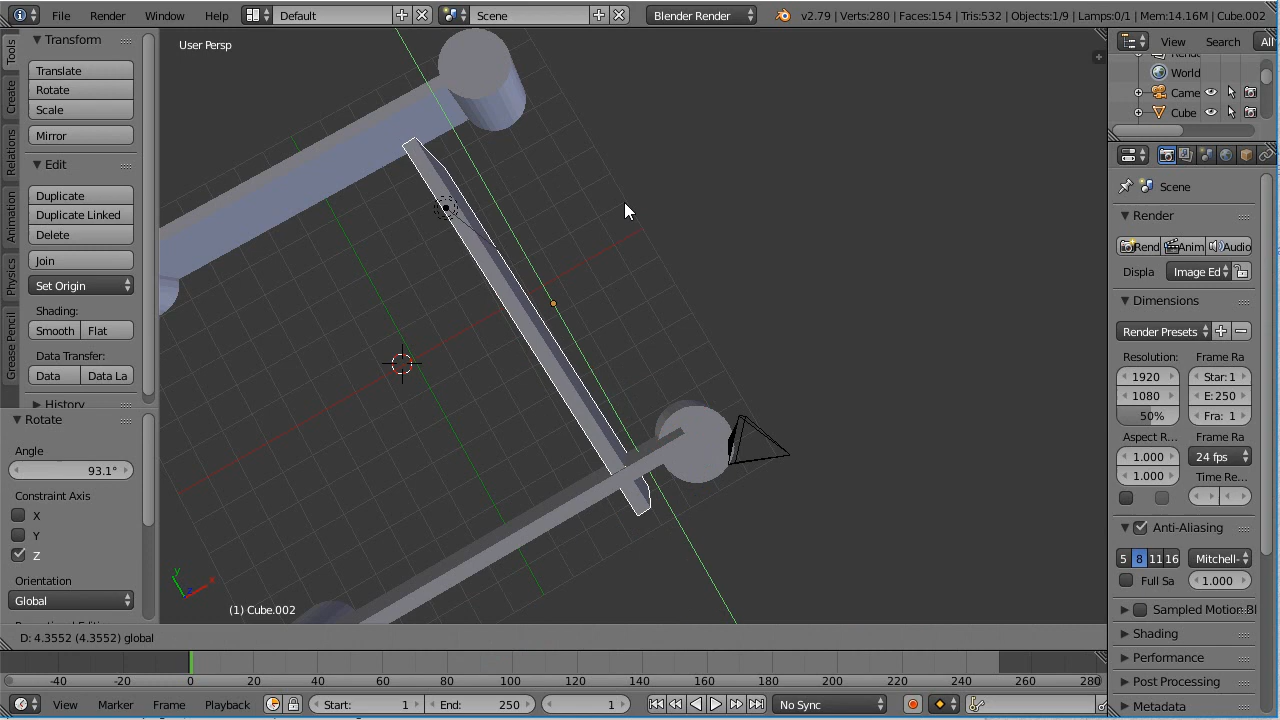 File Render Window Help Default Scene Blender Render v2.79 | Verts:280 | Faces:154 | Tris:532 | Objects:1/9 | Lamps:0/1 | Mem:14.16M | Cube.002
Tools
Create
Relations
Animation
Physics
Grease Pencil
Transform
Translate
Rotate
Scale
Mirror
Edit
Duplicate
Duplicate Linked
Delete
Join
Set Origin
Shading:
Smooth Flat
Data Transfer:
Data Data La
History
Rotate
Angle
93.1°
Constraint Axis
X
Y
Z
Orientation
Global
User Persp
y
x
(1) Cube.002
D: 4.3552 (4.3552) global
View Search All
World
Came
Cube
Scene
Render
Rend Anim Audio
Displa Image Ed
Dimensions
Render Presets
Resolution: Frame Ra
1920 Star: 1
1080 E: 250
50% Fra: 1
Aspect R... Frame Ra
1.000 24 fps
1.000 Time Re...
Anti-Aliasing
5 8 11 16 Mitchell-
Full Sa 1.000
Sampled Motion Bl
Shading
Performance
Post Processing
Metadata
-40 -20 0 20 40 60 80 100 120 140 160 180 200 220 240 260 280
View Marker Frame Playback Start: 1 End: 250 1 No Sync